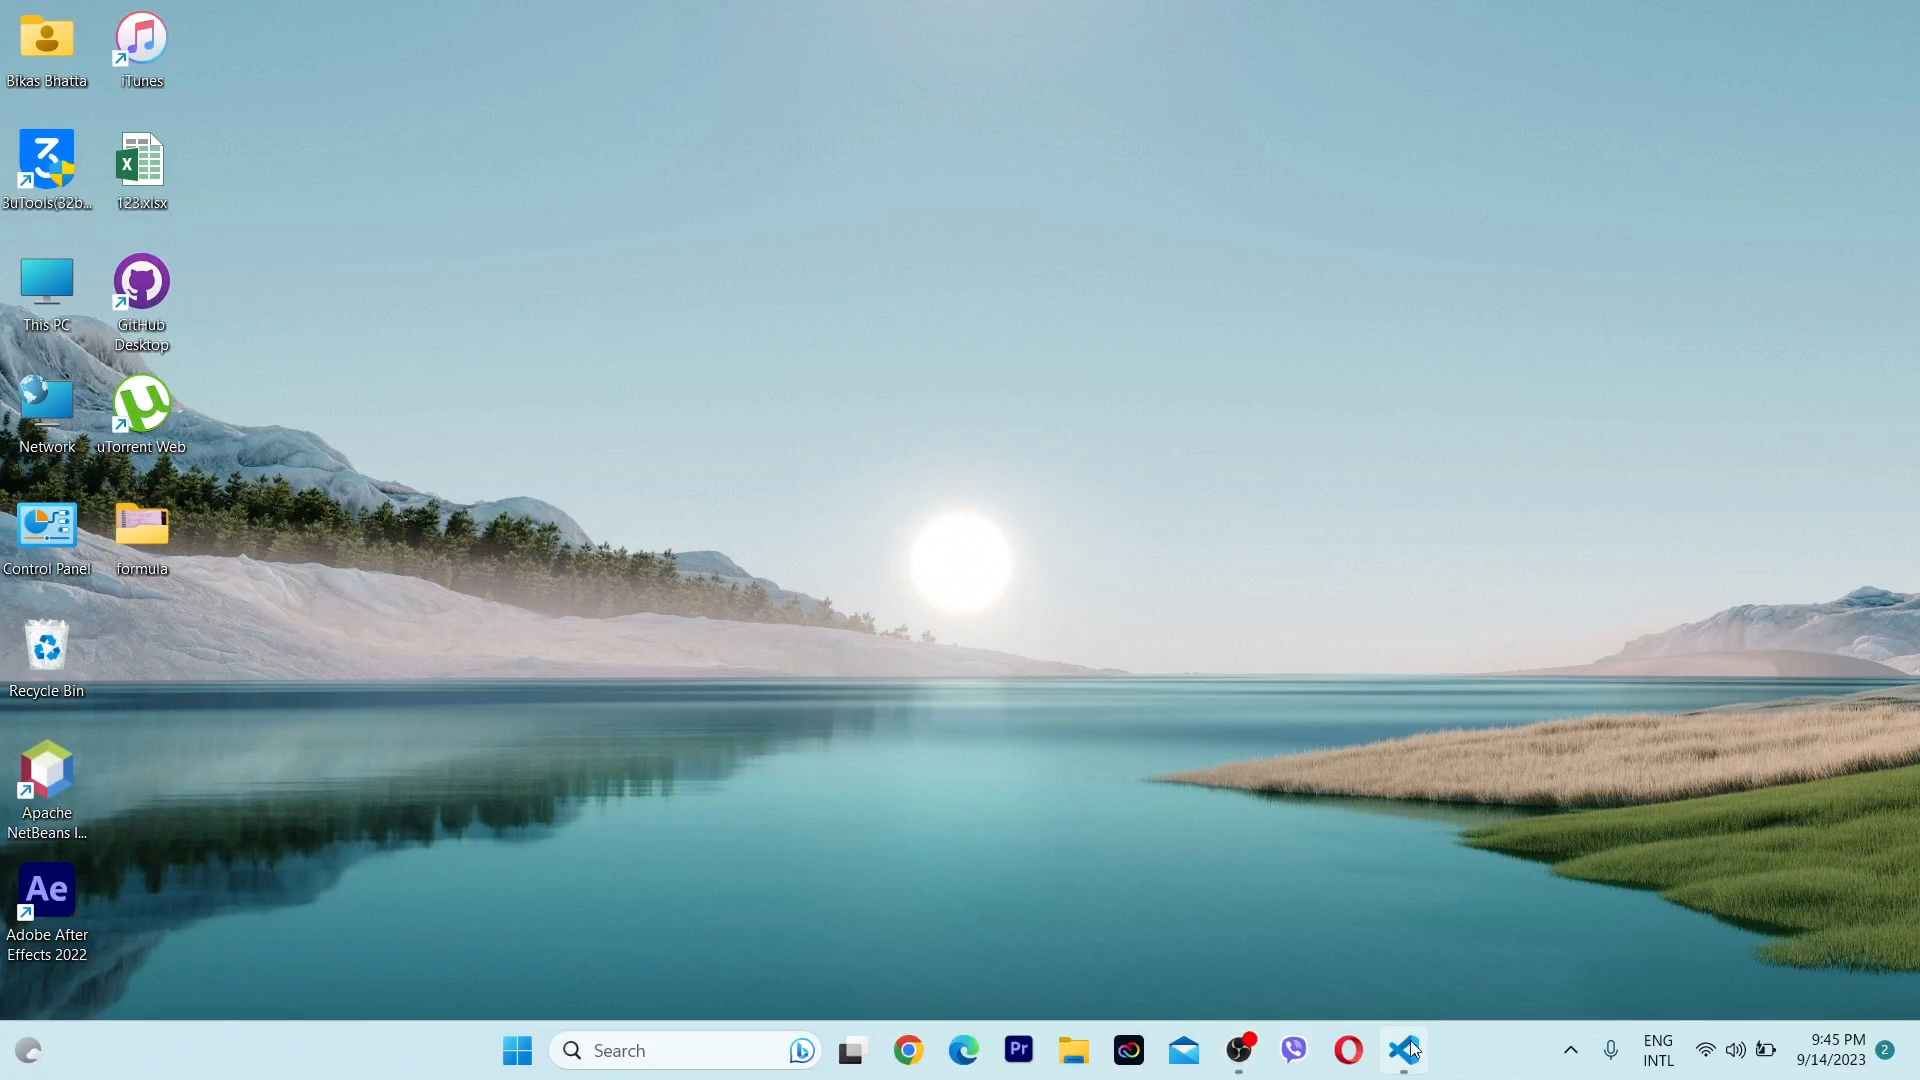 Bikas Bhatta
iTunes
3uTools(32b...
123.xlsx
This PC
GitHub
Desktop
Network
uTorrent Web
Control Panel
formula
Recycle Bin
Apache
NetBeans I...
Ae
Adobe After
Effects 2022
Search
Pr
ENG
INTL
9:45 PM
9/14/2023
2